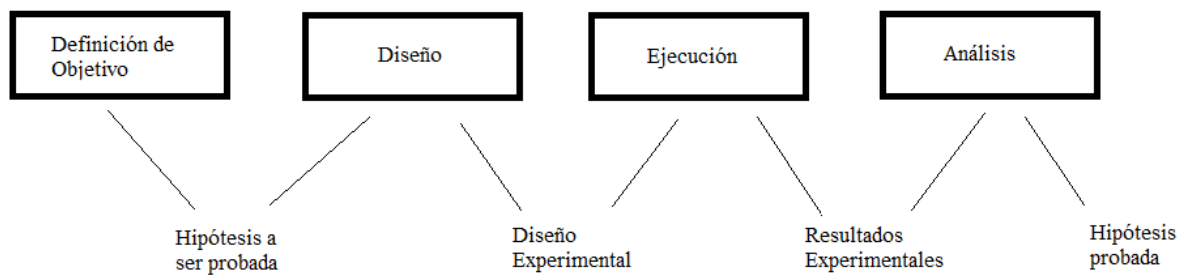 Definición de
Objetivo
Diseño
Ejecución
Análisis
Hipótesis a
ser probada
Diseño
Experimental
Resultados
Experimentales
Hipótesis
probada